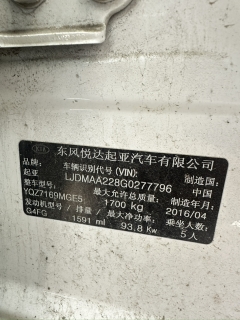 KIA
东风悦达起亚汽车有限公司
车辆识别代号(VIN): 制造国:
起亚 LJDMAA228G0277796 中国
YQZ7169MGE5 最大允许总质量: 制造年月:
1700 kg 2016/04
发动机型号 / 排量 / 最大净功率: 乘坐人数:
G4FG 1591 ml 93.8 Kw 5人